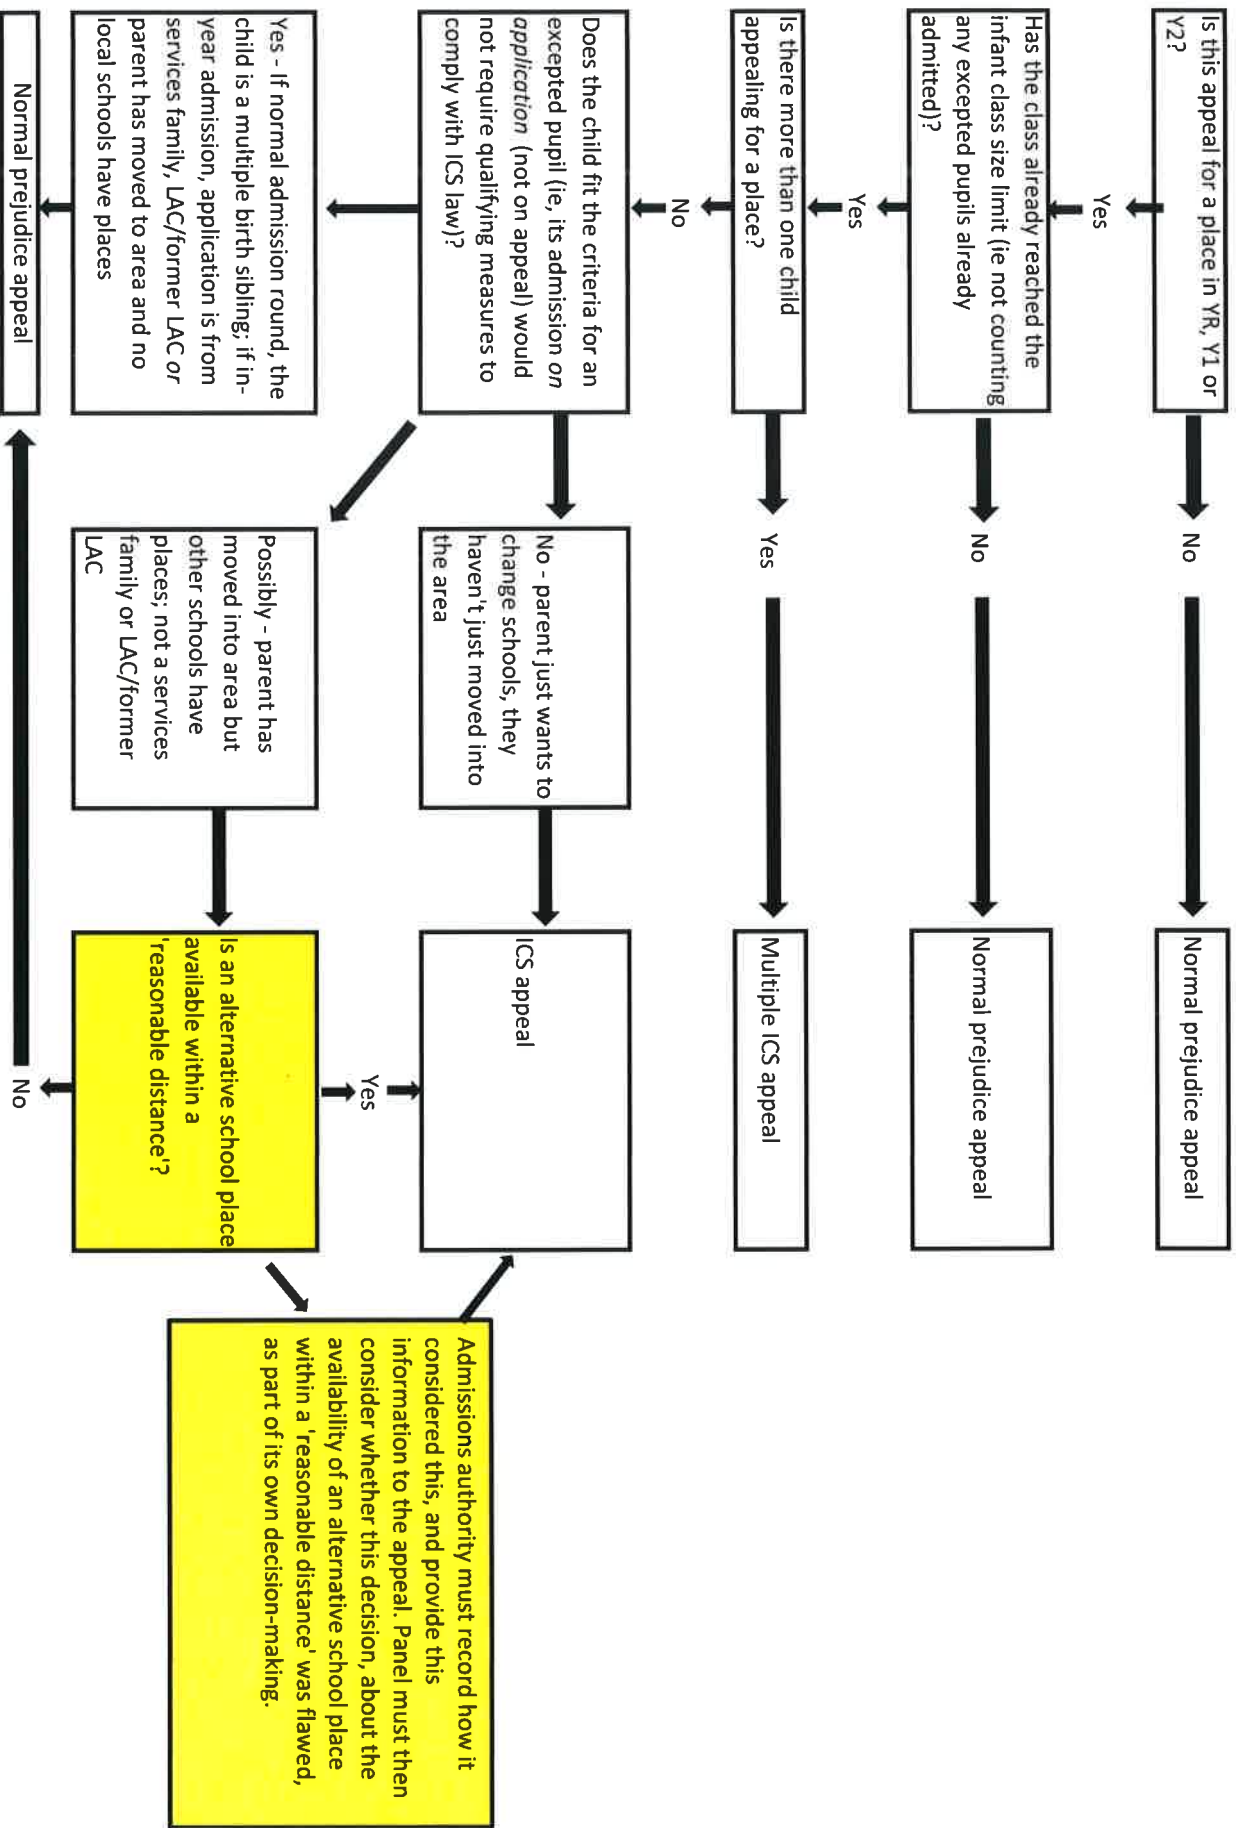 Is this appeal for a place in YR, Y1 or
Y2?
No
Normal prejudice appeal
Yes
Has the class already reached the
infant class size limit (ie not counting
any excepted pupils already
admitted)?
No
Normal prejudice appeal
Yes
Is there more than one child
appealing for a place?
Yes
Multiple ICS appeal
No
Does the child fit the criteria for an
excepted pupil (ie, its admission on
application (not on appeal) would
not require qualifying measures to
comply with ICS law)?
No - parent just wants to
change schools, they
haven't just moved into
the area
ICS appeal
Yes - If normal admission round, the
child is a multiple birth sibling; if in-
year admission, application is from
services family, LAC/former LAC or
parent has moved to area and no
local schools have places
Possibly - parent has
moved into area but
other schools have
places; not a services
family or LAC/former
LAC
Yes
Is an alternative school place
available within a
'reasonable distance'?
Admissions authority must record how it
considered this, and provide this
information to the appeal. Panel must then
consider whether this decision, about the
availability of an alternative school place
within a 'reasonable distance' was flawed,
as part of its own decision-making.
Normal prejudice appeal
No